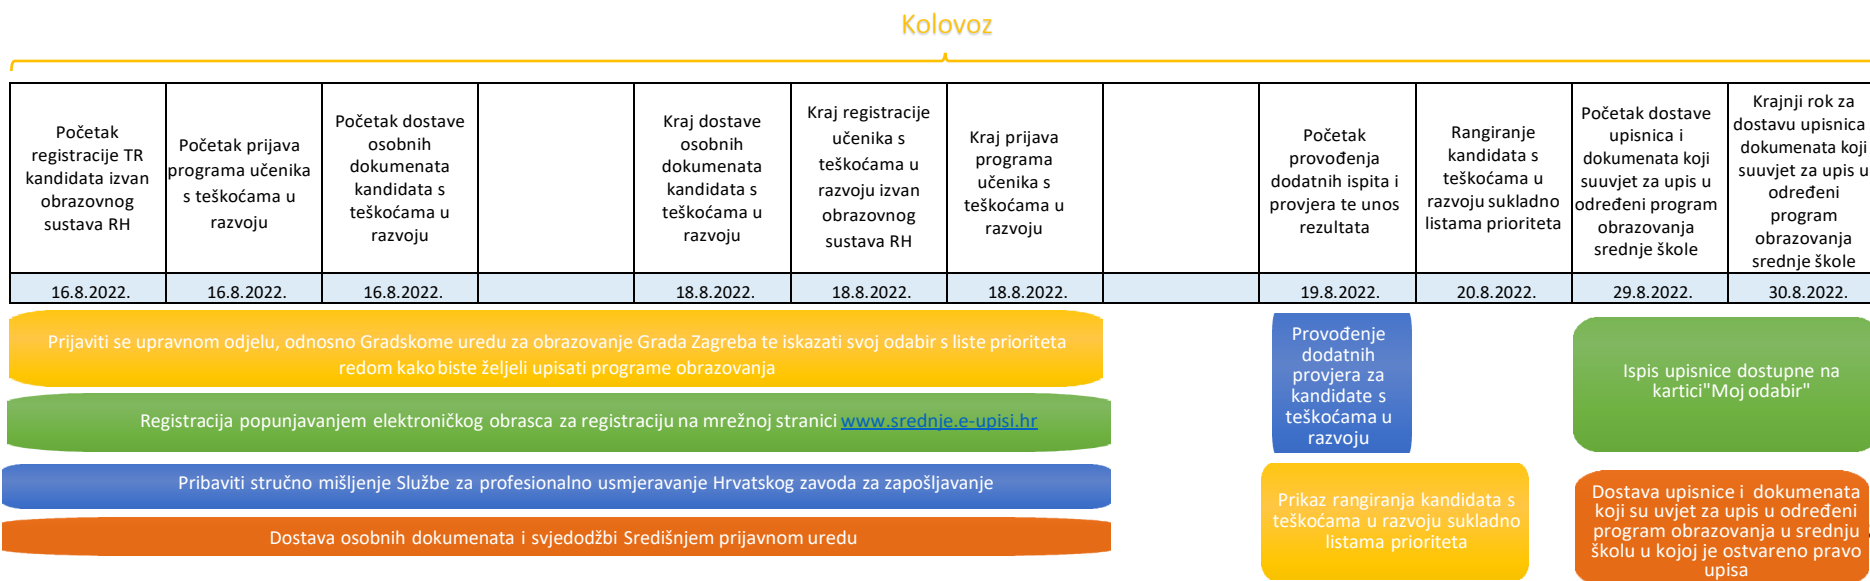 Kolovoz
Početak
registracije TR
kandidata izvan
obrazovnog
sustava RH
Početak prijava
programa učenika
s teškoćama u
razvoju
Početak dostave
osobnih
dokumenata
kandidata s
teškoćama u
razvoju
Kraj dostave
osobnih
dokumenata
kandidata s
teškoćama u
razvoju
Kraj registracije
učenika s
teškoćama u
razvoju izvan
obrazovnog
sustava RH
Kraj prijava
programa
učenika s
teškoćama u
razvoju
Početak
provođenja
dodatnih ispita i
provjera te unos
rezultata
Rangiranje
kandidata s
teškoćama u
razvoju sukladno
listama prioriteta
Početak dostave
upisnica i
dokumenata koji
suuvjet za upis u
određeni program
obrazovanja
srednje škole
Krajnji rok za
dostavu upisnica
dokumenata koji
suuvjet za upis u
određeni
program
obrazovanja
srednje škole
16.8.2022.
16.8.2022.
16.8.2022.
18.8.2022.
18.8.2022.
18.8.2022.
19.8.2022.
20.8.2022.
29.8.2022.
30.8.2022.
Prijaviti se upravnom odjelu, odnosno Gradskome uredu za obrazovanje Grada Zagreba te iskazati svoj odabir s liste prioriteta
redom kako biste željeli upisati programe obrazovanja
Registracija popunjavanjem elektroničkog obrasca za registraciju na mrežnoj stranici www.srednje.e-upisi.hr
Pribaviti stručno mišljenje Službe za profesionalno usmjeravanje Hrvatskog zavoda za zapošljavanje
Dostava osobnih dokumenata i svjedodžbi Središnjem prijavnom uredu
Provođenje
dodatnih
provjera za
kandidate s
teškoćama u
razvoju
Prikaz rangiranja kandidata s
teškoćama u razvoju sukladno
listama prioriteta
Ispis upisnice dostupne na
kartici"Moj odabir"
Dostava upisnice i dokumenata
koji su uvjet za upis u određeni
program obrazovanja u srednju
školu u kojoj je ostvareno pravo
upisa